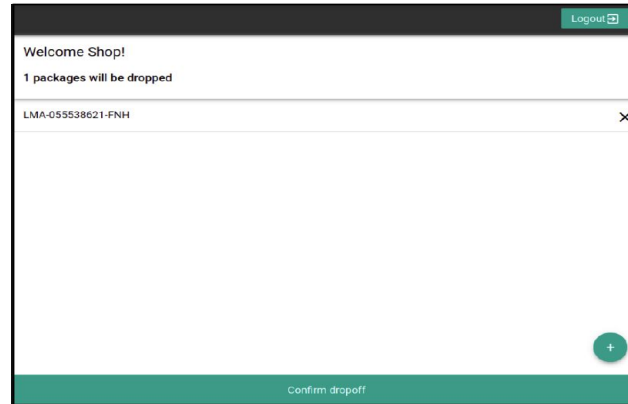 Logout
Welcome Shop!
1 packages will be dropped
LMA-055538621-FNH
+
Confirm dropoff